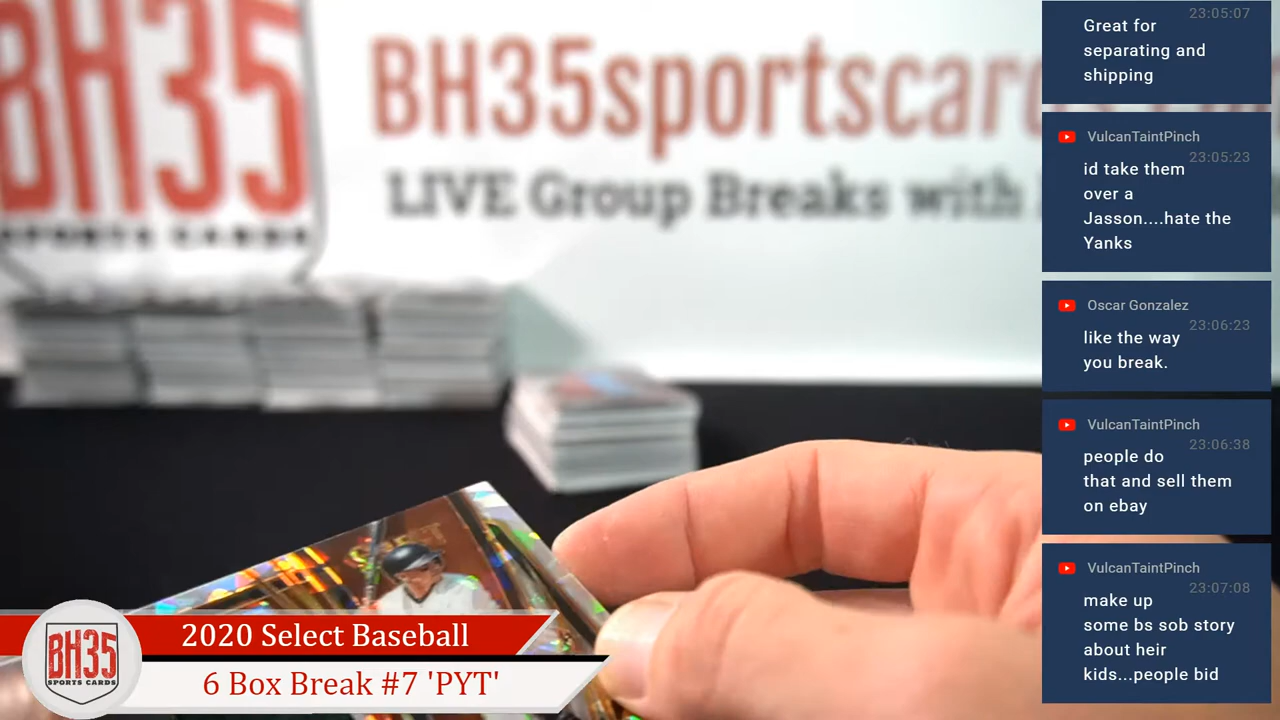 BH35
SPORTS CARDS
BH35sportscards
LIVE Group Breaks with
23:05:07
Great for
separating and
shipping
VulcanTaintPinch
23:05:23
id take them
over a
Jasson....hate the
Yanks
Oscar Gonzalez
23:06:23
like the way
you break.
VulcanTaintPinch
23:06:38
people do
that and sell them
on ebay
VulcanTaintPinch
23:07:08
make up
some bs sob story
about heir
kids...people bid
2020 Select Baseball
6 Box Break #7 'PYT'
BH35
SPORTS CARDS